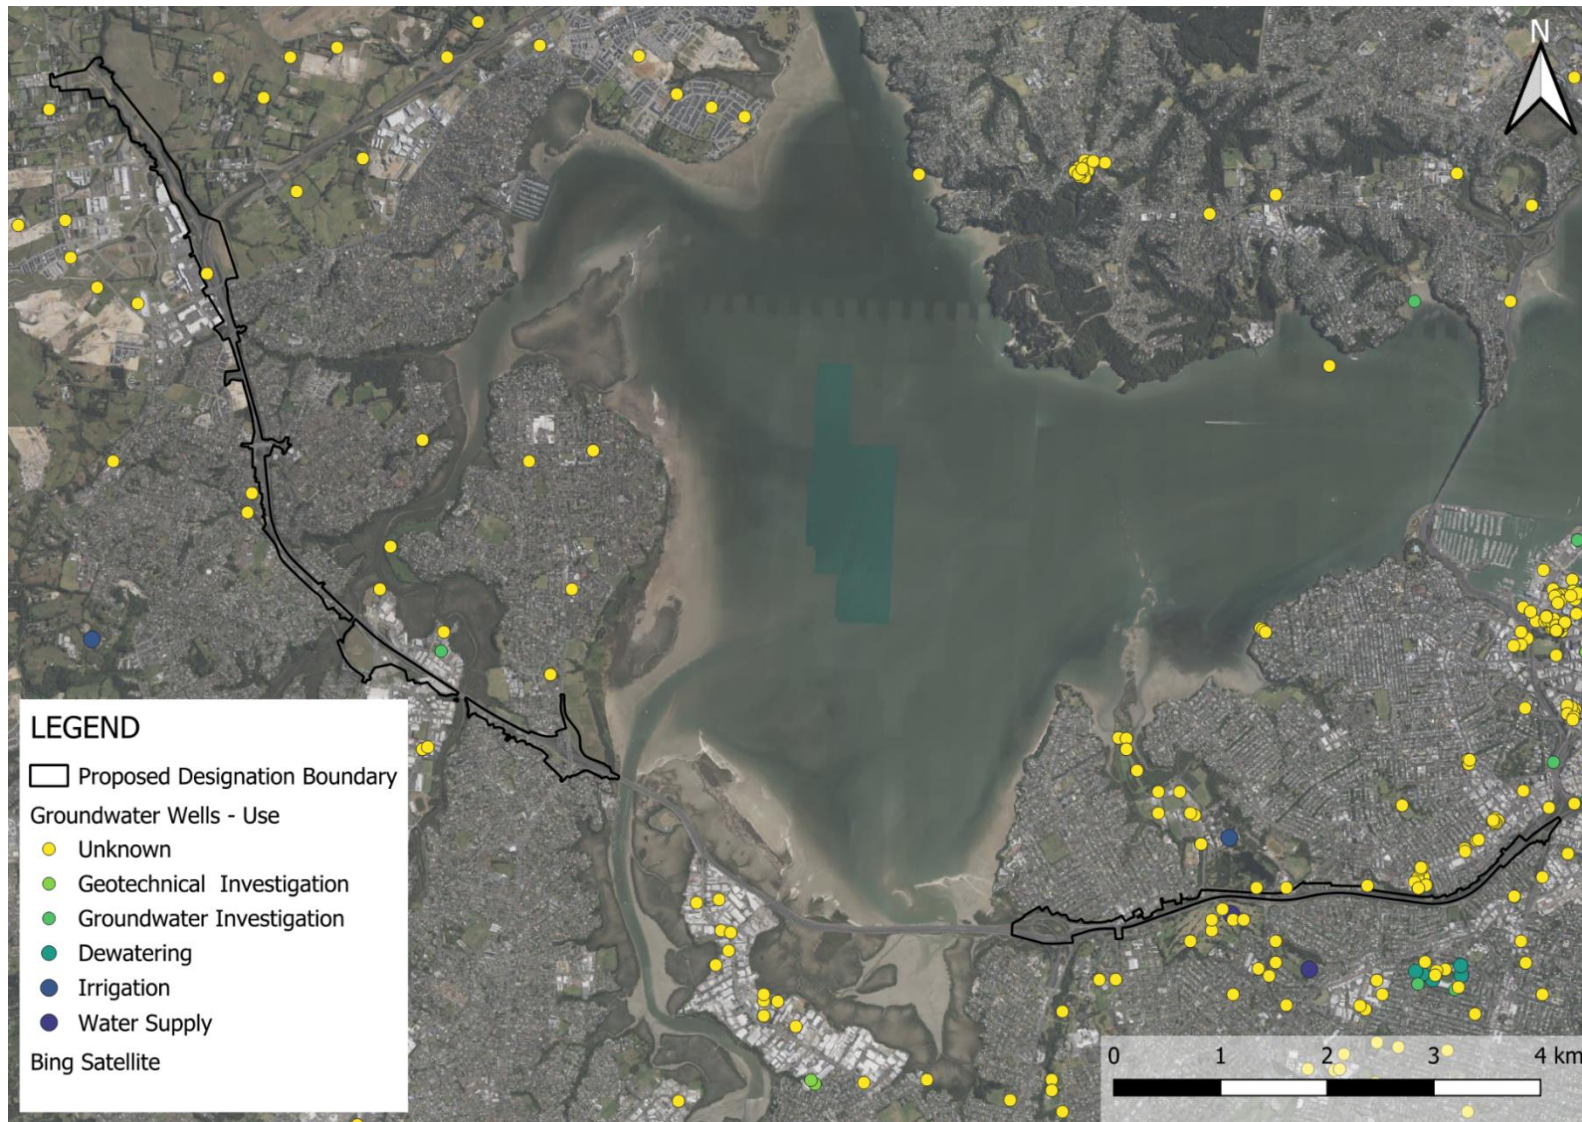 N
LEGEND
Proposed Designation Boundary
Groundwater Wells - Use
Unknown
Geotechnical Investigation
Groundwater Investigation
Dewatering
Irrigation
Water Supply
Bing Satellite
0 1 2 3 4 km